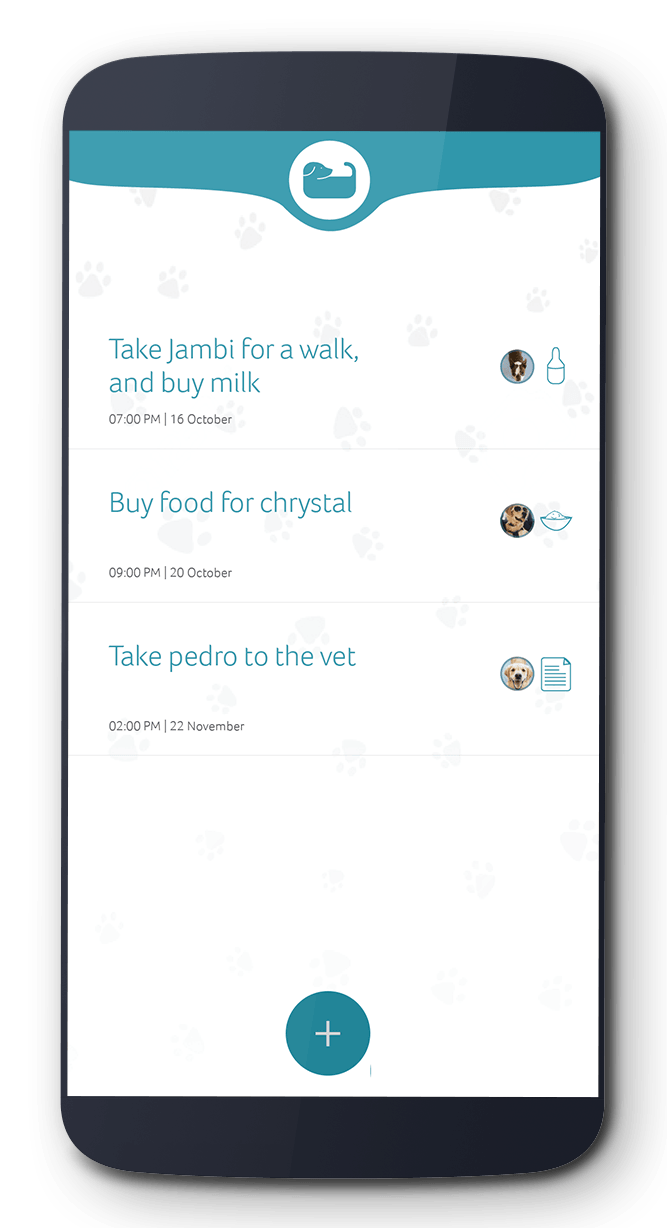 Take Jambi for a walk,
and buy milk
07:00 PM | 16 October
Buy food for chrystal
09:00 PM | 20 October
Take pedro to the vet
02:00 PM | 22 November
+